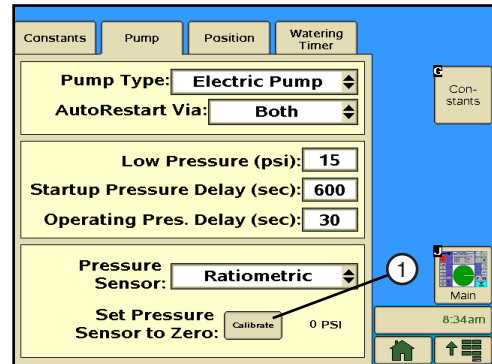 Constants
Pump
Position
Watering
Timer
Pump Type: Electric Pump
AutoRestart Via: Both
Low Pressure (psi): 15
Startup Pressure Delay (sec): 600
Operating Pres. Delay (sec): 30
Pressure
Sensor: Ratiometric
Set Pressure
Sensor to Zero: Calibrate 0 PSI
1
G
Con-
stants
J
Main
8:34am